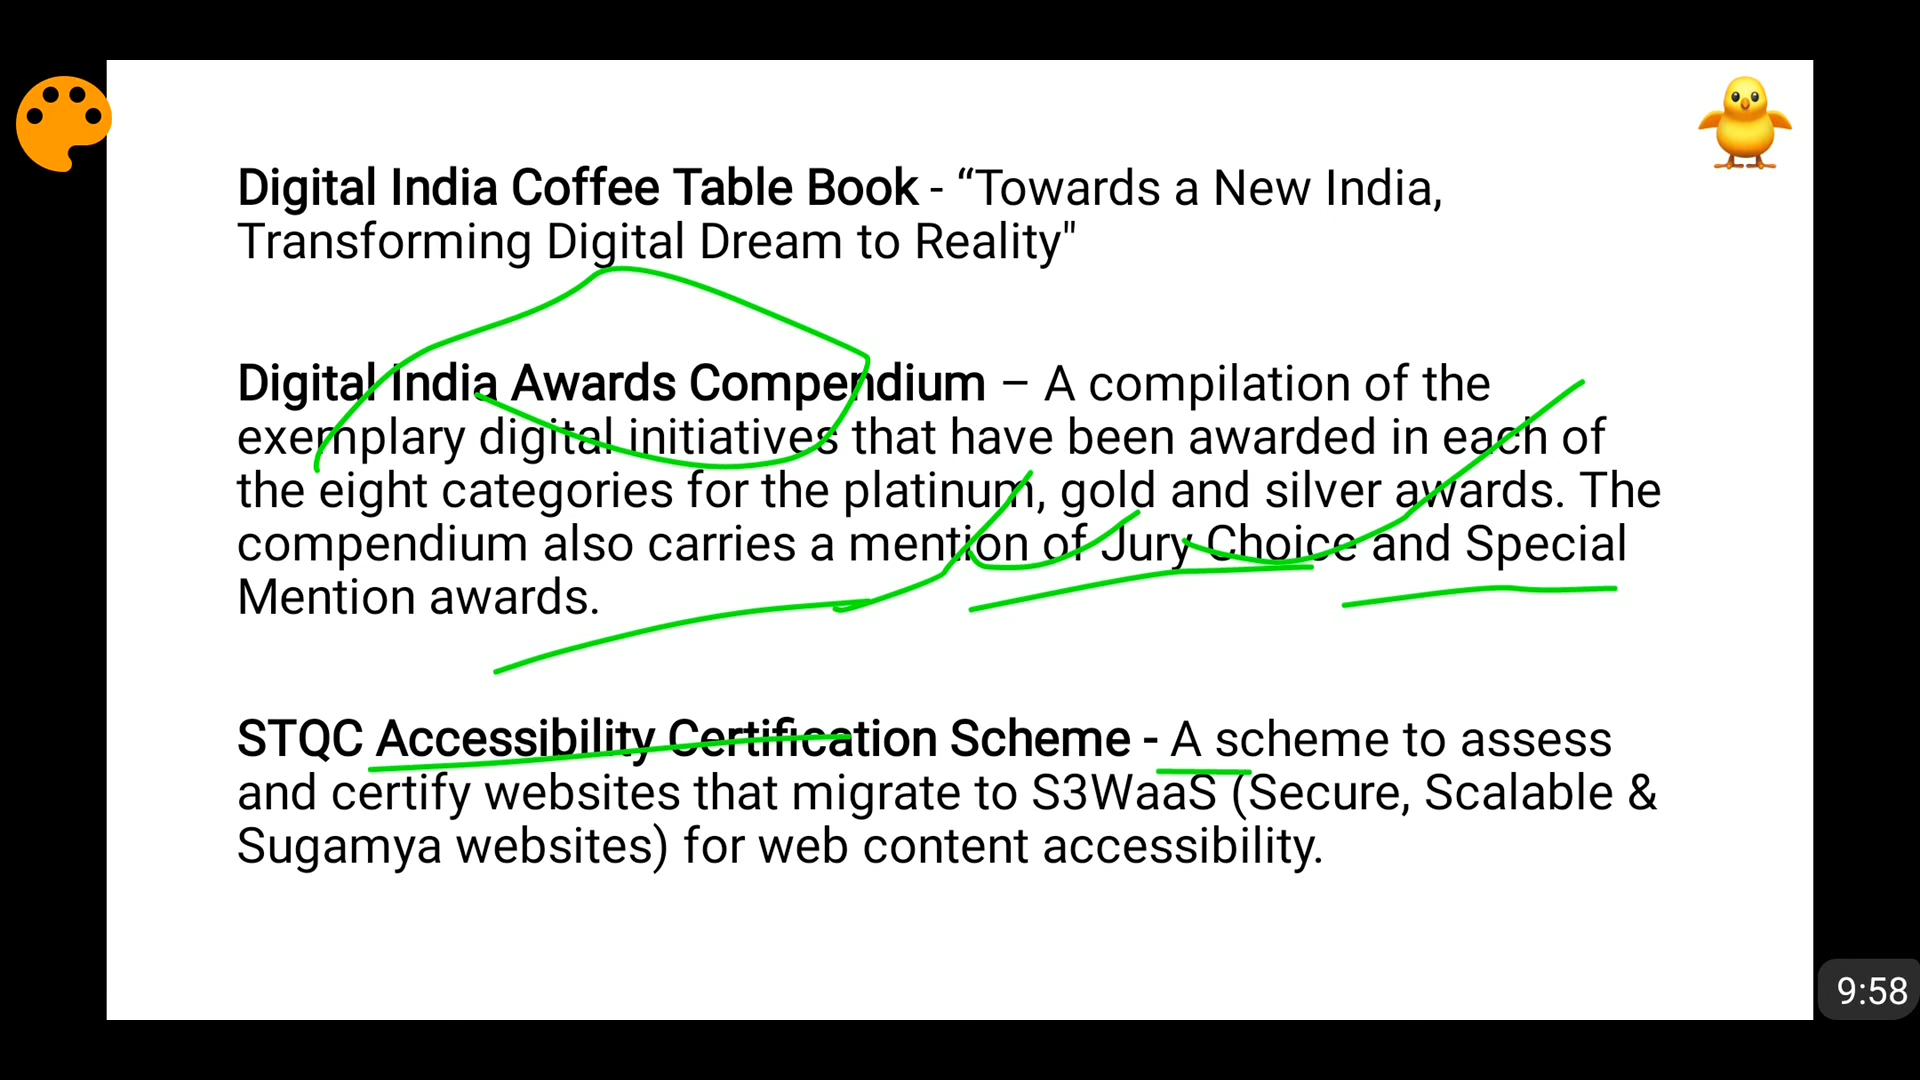 Digital India Coffee Table Book - “Towards a New India,
Transforming Digital Dream to Reality"
Digital India Awards Compendium – A compilation of the
exemplary digital initiatives that have been awarded in each of
the eight categories for the platinum, gold and silver awards. The
compendium also carries a mention of Jury Choice and Special
Mention awards.
STQC Accessibility Certification Scheme - A scheme to assess
and certify websites that migrate to S3WaaS (Secure, Scalable &
Sugamya websites) for web content accessibility.
9:58